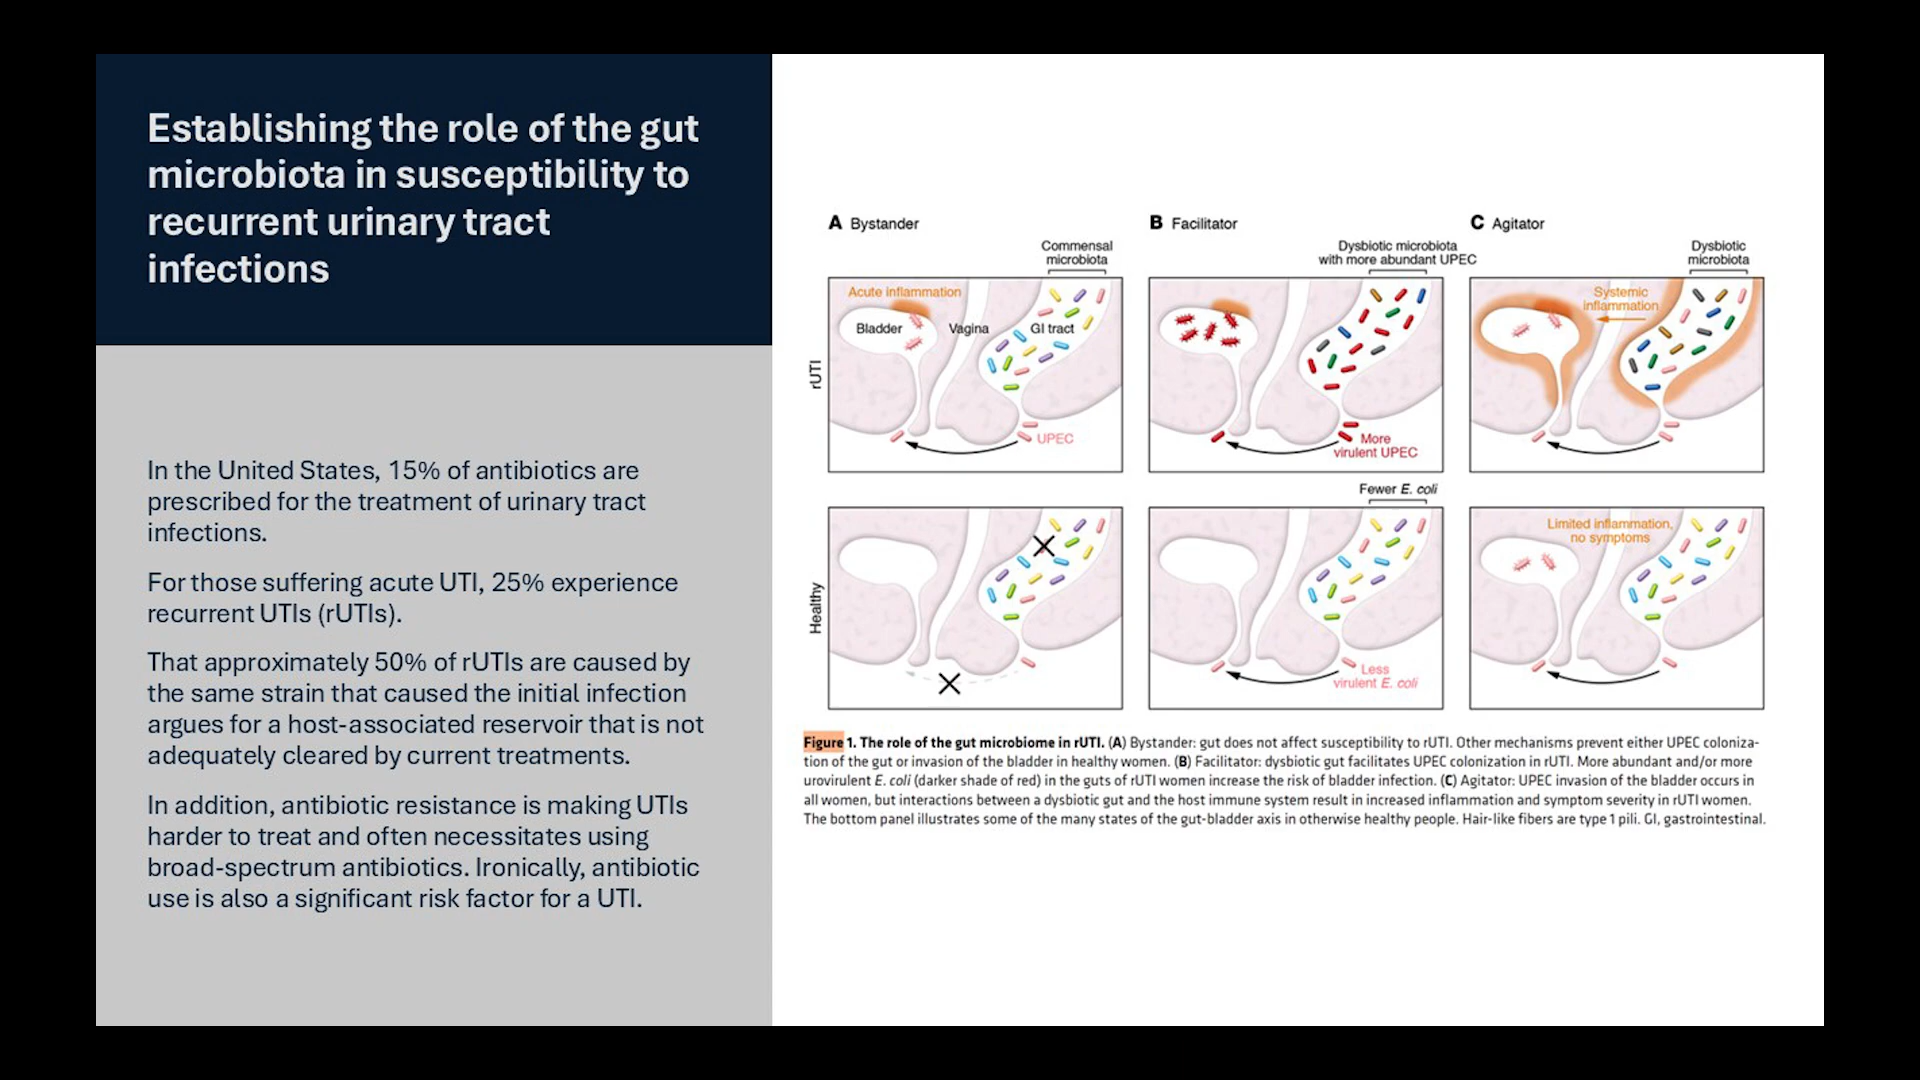 Establishing the role of the gut
microbiota in susceptibility to
recurrent urinary tract
infections
In the United States, 15% of antibiotics are
prescribed for the treatment of urinary tract
infections.
For those suffering acute UTI, 25% experience
recurrent UTIs (rUTIs).
That approximately 50% of rUTIs are caused by
the same strain that caused the initial infection
argues for a host-associated reservoir that is not
adequately cleared by current treatments.
In addition, antibiotic resistance is making UTIs
harder to treat and often necessitates using
broad-spectrum antibiotics. Ironically, antibiotic
use is also a significant risk factor for a UTI.
A Bystander
Commensal
microbiota
Acute inflammation
Bladder
Vagina
GI tract
UPEC
rUTI
B Facilitator
Dysbiotic microbiota
with more abundant UPEC
More
virulent UPEC
C Agitator
Dysbiotic
microbiota
Systemic
inflammation
Healthy
Fewer E. coli
Less
virulent E. coli
Limited inflammation,
no symptoms
Figure 1. The role of the gut microbiome in rUTI. (A) Bystander: gut does not affect susceptibility to rUTI. Other mechanisms prevent either UPEC coloniza-
tion of the gut or invasion of the bladder in healthy women. (B) Facilitator: dysbiotic gut facilitates UPEC colonization in rUTI. More abundant and/or more
urovirulent E. coli (darker shade of red) in the guts of rUTI women increase the risk of bladder infection. (C) Agitator: UPEC invasion of the bladder occurs in
all women, but interactions between a dysbiotic gut and the host immune system result in increased inflammation and symptom severity in rUTI women.
The bottom panel illustrates some of the many states of the gut-bladder axis in otherwise healthy people. Hair-like fibers are type 1 pili. GI, gastrointestinal.